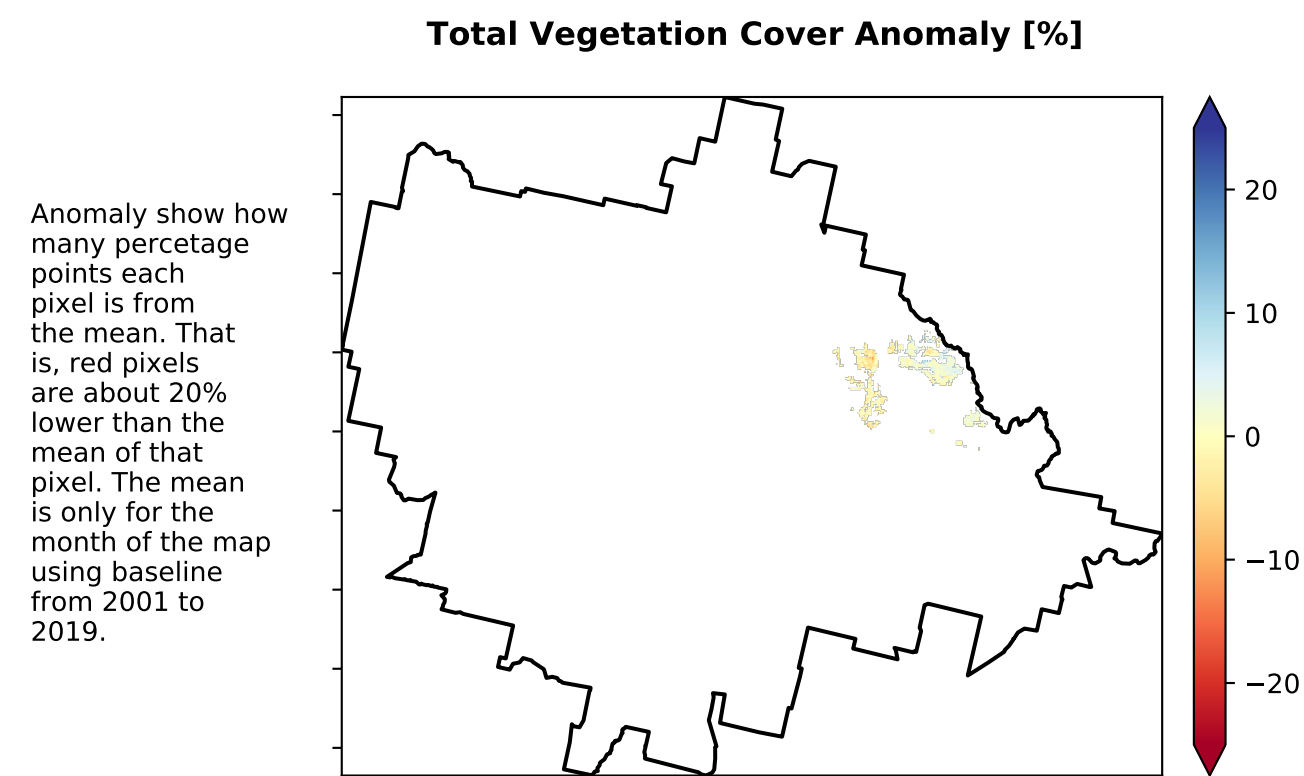 Total Vegetation Cover Anomaly [%]
Anomaly show how
many percetage
points each
pixel is from
the mean. That
is, red pixels
are about 20%
lower than the
mean of that
pixel. The mean
is only for the
month of the map
using baseline
from 2001 to
2019.
20
10
0
−10
−20